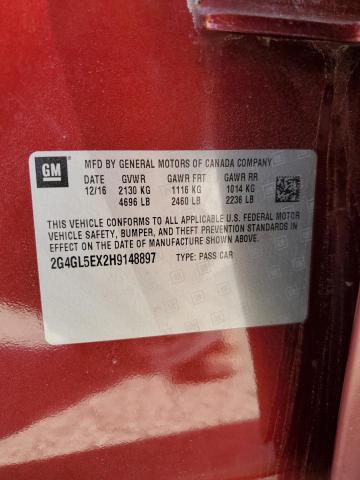 GM
MFD BY GENERAL MOTORS OF CANADA COMPANY
DATE GVWR GAWR FRT GAWR RR
12/16 2130 KG 1116 KG 1014 KG
4696 LB 2460 LB 2236 LB
THIS VEHICLE CONFORMS TO ALL APPLICABLE U.S. FEDERAL MOTOR
VEHICLE SAFETY, BUMPER, AND THEFT PREVENTION STANDARDS IN
EFFECT ON THE DATE OF MANUFACTURE SHOWN ABOVE.
2G4GL5EX2H9148897 TYPE: PASS CAR